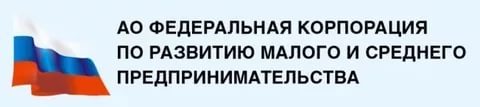 АО ФЕДЕРАЛЬНАЯ КОРПОРАЦИЯ
ПО РАЗВИТИЮ МАЛОГО И СРЕДНЕГО
ПРЕДПРИНИМАТЕЛЬСТВА